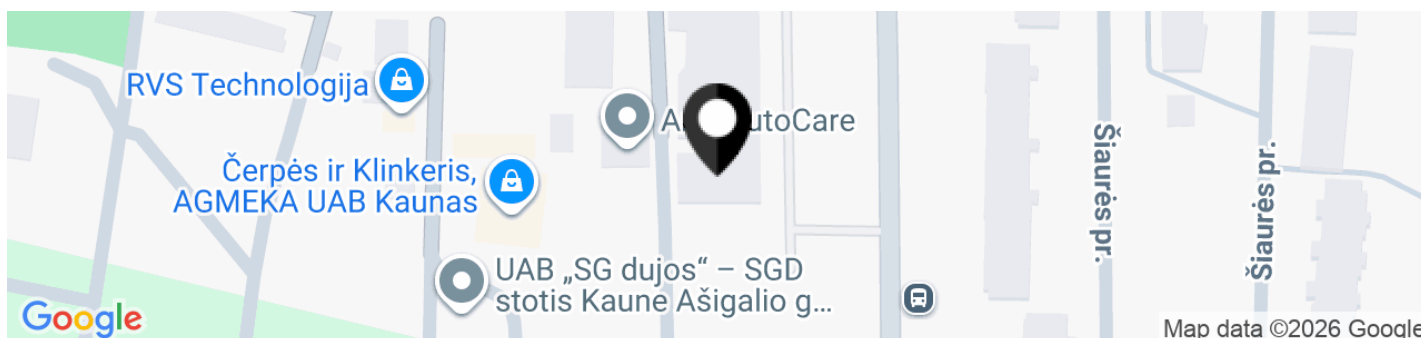 RVS Technologija
Čerpės ir Klinkeris,
AGMEKA UAB Kaunas
UAB „SG dujos“ – SGD
stotis Kaune Ašigalio g...
Šiaurės pr.
Šiaurės pr.
Google
Map data ©2026 Google